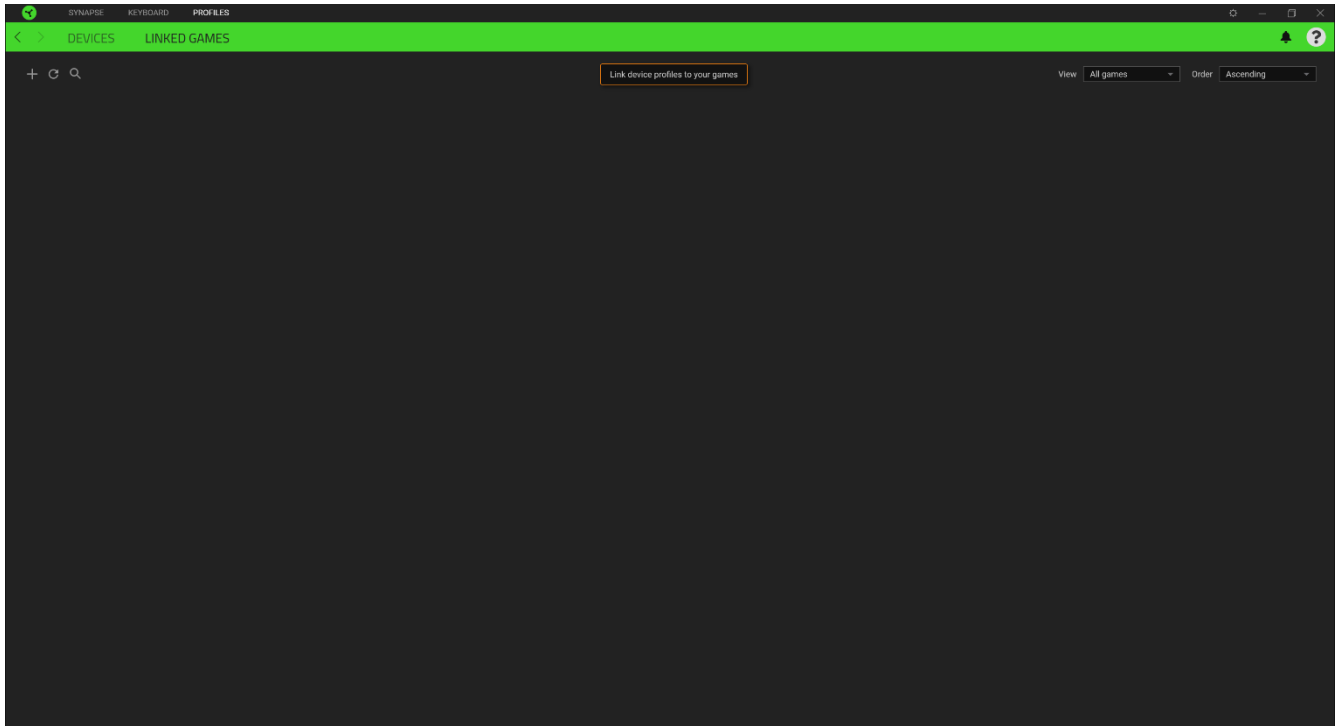 SYNAPSE KEYBOARD PROFILES
DEVICES LINKED GAMES ?
Link device profiles to your games View All games Order Ascending